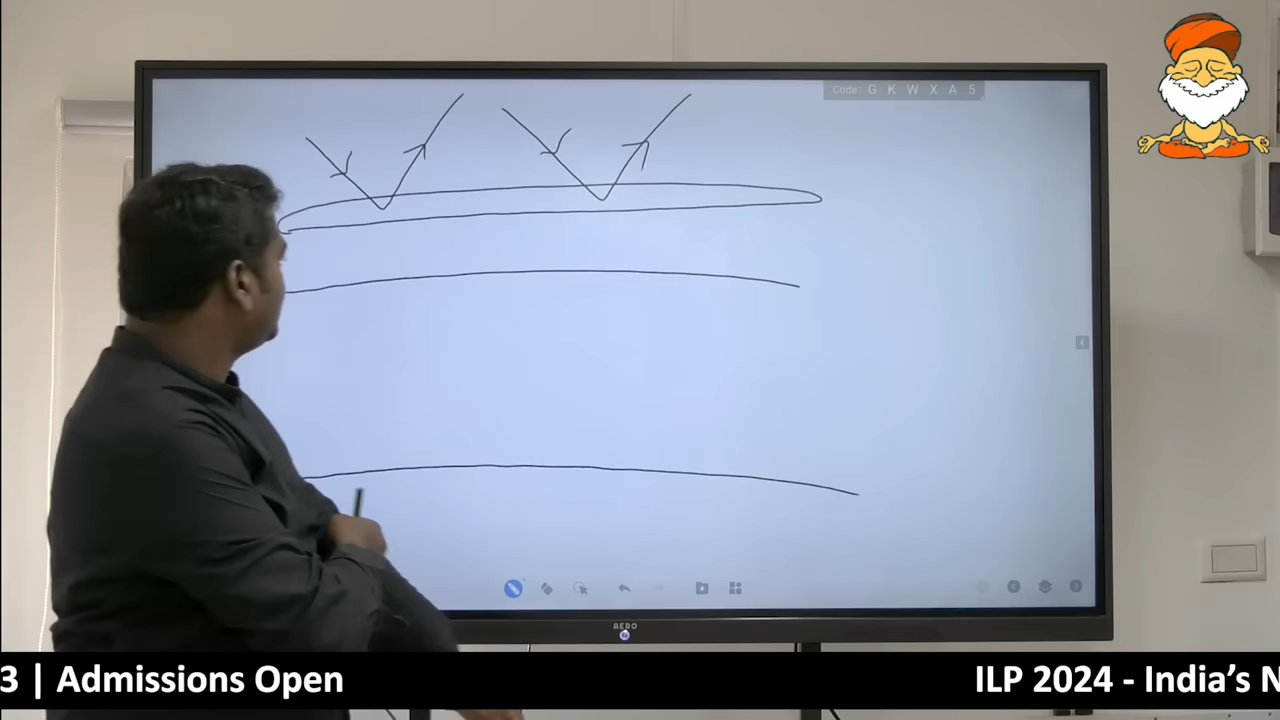 Code: G K W X A 5
AERO
3 | Admissions Open
ILP 2024 - India's N